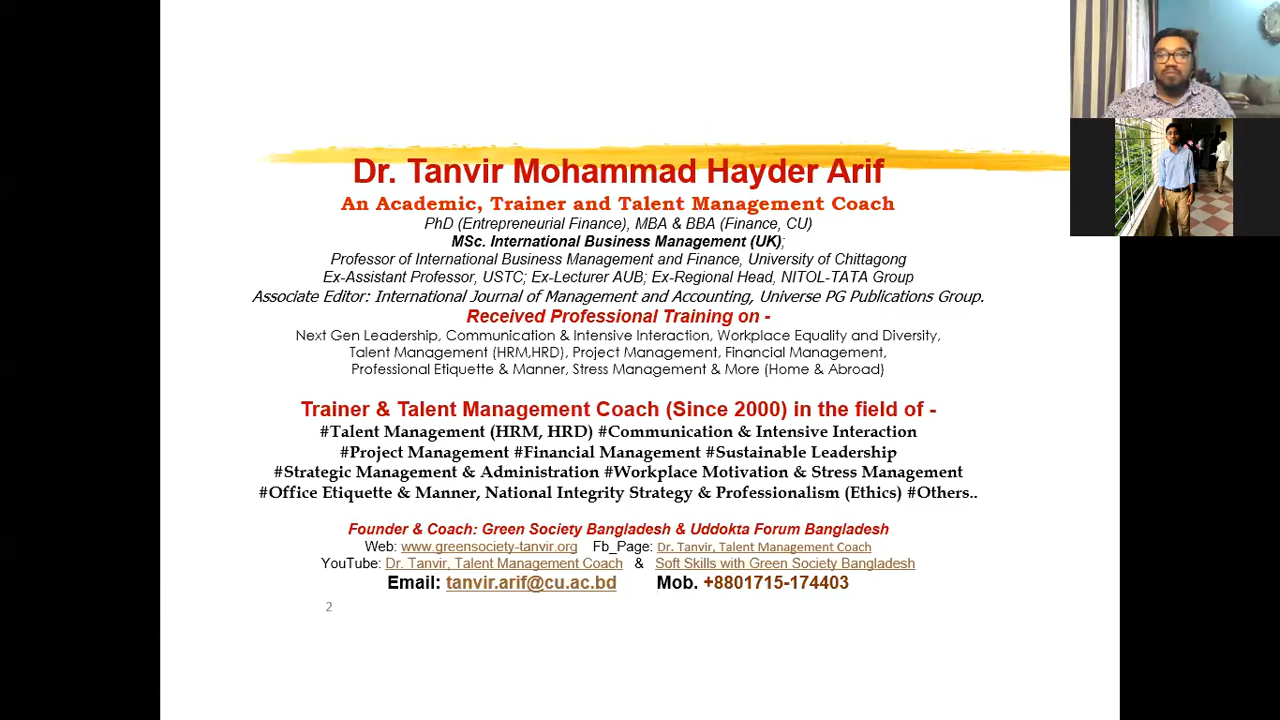 Dr. Tanvir Mohammad Hayder Arif
An Academic, Trainer and Talent Management Coach
PhD (Entrepreneurial Finance), MBA & BBA (Finance, CU)
MSc. International Business Management (UK);
Professor of International Business Management and Finance, University of Chittagong
Ex-Assistant Professor, USTC; Ex-Lecturer AUB; Ex-Regional Head, NITOL-TATA Group
Associate Editor: International Journal of Management and Accounting, Universe PG Publications Group.
Received Professional Training on -
Next Gen Leadership, Communication & Intensive Interaction, Workplace Equality and Diversity,
Talent Management (HRM,HRD), Project Management, Financial Management,
Professional Etiquette & Manner, Stress Management & More (Home & Abroad)
Trainer & Talent Management Coach (Since 2000) in the field of -
#Talent Management (HRM, HRD) #Communication & Intensive Interaction
#Project Management #Financial Management #Sustainable Leadership
#Strategic Management & Administration #Workplace Motivation & Stress Management
#Office Etiquette & Manner, National Integrity Strategy & Professionalism (Ethics) #Others..
Founder & Coach: Green Society Bangladesh & Uddokta Forum Bangladesh
Web: www.greensociety-tanvir.org Fb_Page: Dr. Tanvir, Talent Management Coach
YouTube: Dr. Tanvir, Talent Management Coach & Soft Skills with Green Society Bangladesh
Email: tanvir.arif@cu.ac.bd Mob. +8801715-174403
2